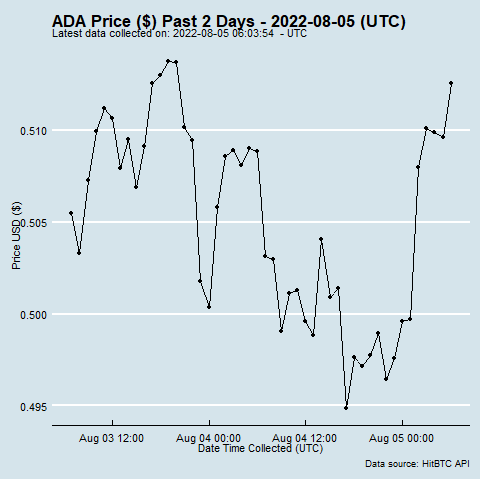 ADA Price ($) Past 2 Days - 2022-08-05 (UTC)
Latest data collected on: 2022-08-05 06:03:54  - UTC
0.510
0.505
0.500
0.495
Price USD ($)
Aug 03 12:00
Aug 04 00:00
Aug 04 12:00
Aug 05 00:00
Date Time Collected (UTC)
Data source: HitBTC API